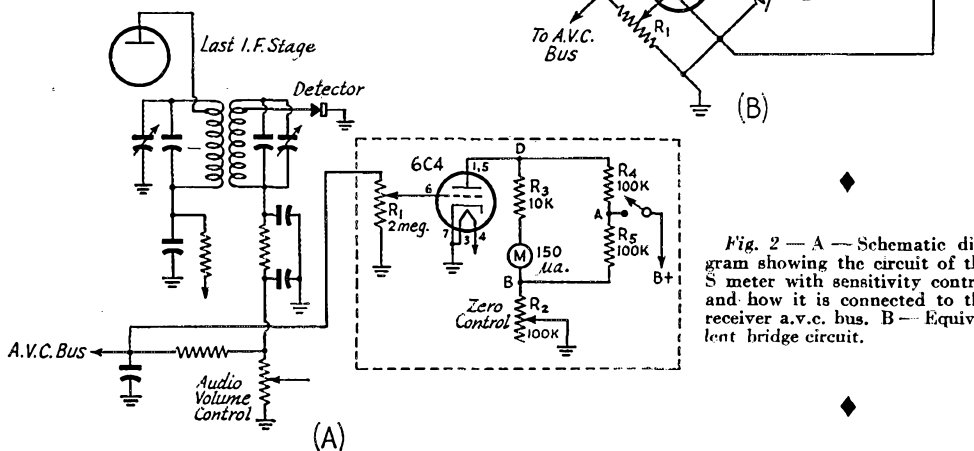 To A.V.C.
Bus
R1
(B)
Last I.F. Stage
Detector
6C4
1,5
6
7
3
4
R1
2 meg.
D
R3
10K
M
150
µa.
B
R2
100K
Zero
Control
R4
100K
A
R5
100K
B+
A.V.C. Bus
Audio
Volume
Control
(A)
Fig. 2 — A — Schematic di
gram showing the circuit of th
S meter with sensitivity contr
and how it is connected to th
receiver a.v.c. bus. B — Equiv
lent bridge circuit.